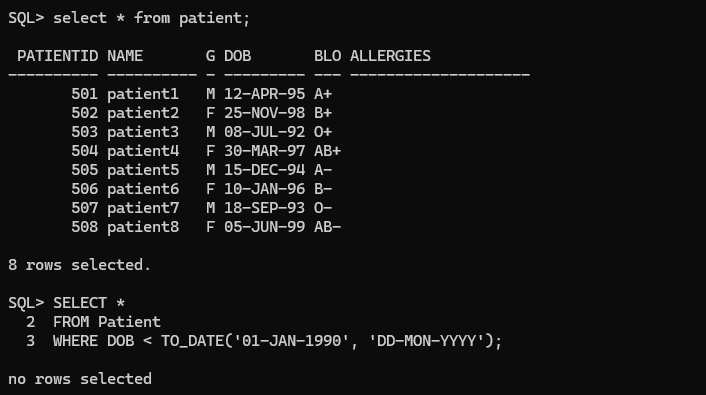 SQL> select * from patient;
 PATIENTID NAME       G DOB       BLO ALLERGIES
---------- ---------- - --------- --- --------------------
       501 patient1   M 12-APR-95 A+
       502 patient2   F 25-NOV-98 B+
       503 patient3   M 08-JUL-92 O+
       504 patient4   F 30-MAR-97 AB+
       505 patient5   M 15-DEC-94 A-
       506 patient6   F 10-JAN-96 B-
       507 patient7   M 18-SEP-93 O-
       508 patient8   F 05-JUN-99 AB-
8 rows selected.
SQL> SELECT *
  2  FROM Patient
  3  WHERE DOB < TO_DATE('01-JAN-1990', 'DD-MON-YYYY');
no rows selected